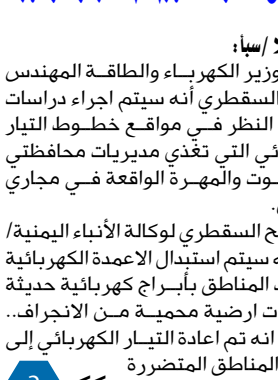 /سبأ:
وزير الكهرباء والطاقة المهندس
السقطري أنه سيتم اجراء دراسات
النظر في مواقع خطوط التيار
ئي التي تغذي مديريات محافظتي
وت والمهرة الواقعة في مجاري
ح السقطري لوكالة الأنباء اليمنية/
ه سيتم استبدال الاعمدة الكهربائية
المناطق بأبراج كهربائية حديثة
ت ارضية محمية من الانجراف..
انه تم اعادة التيار الكهربائي إلى
المناطق المتضررة